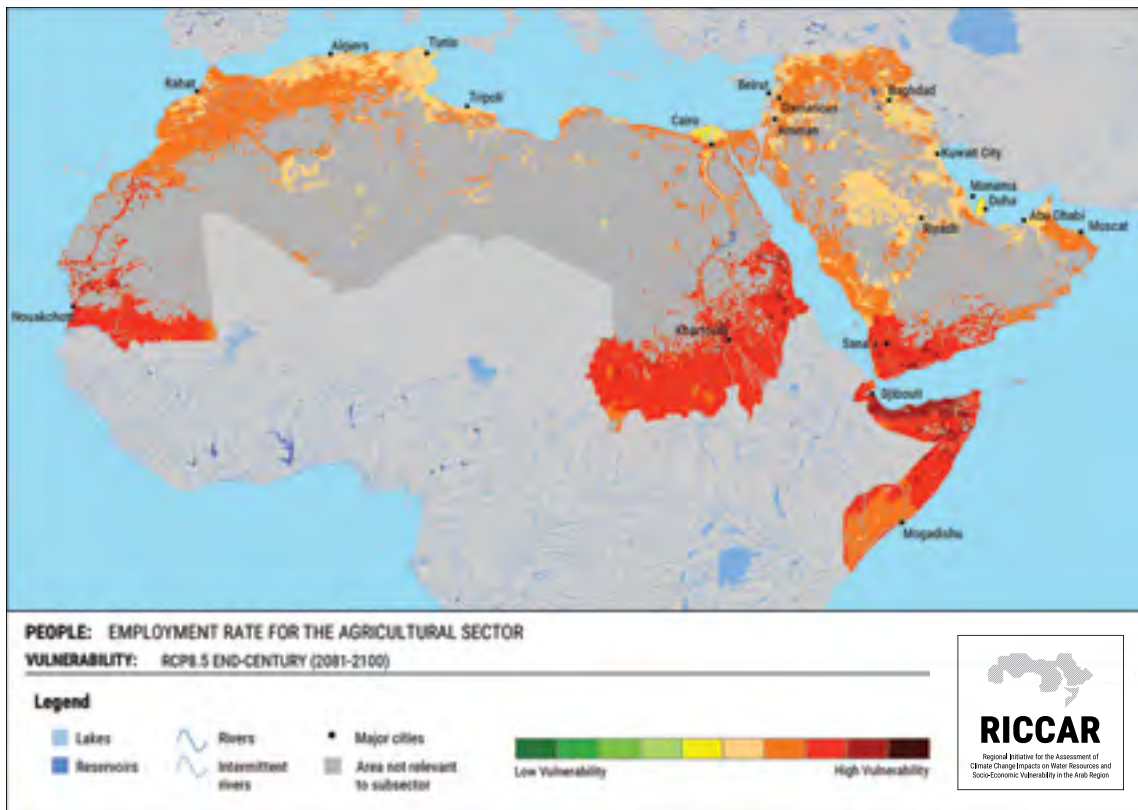 Algiers
Tunis
Rabat
Tripoli
Beirut
Damascus
Baghdad
Cairo
Amman
Kuwait City
Manama
Doha
Abu Dhabi
Riyadh
Muscat
Nouakchott
Khartoum
Sana'a
Djibouti
Mogadishu
PEOPLE: EMPLOYMENT RATE FOR THE AGRICULTURAL SECTOR
VULNERABILITY: RCP8.5 END-CENTURY (2081-2100)
Legend
Lakes
Rivers
Major cities
Reservoirs
Intermittent
rivers
Area not relevant
to subsector
Low Vulnerability
High Vulnerability
RICCAR
Regional Initiative for the Assessment of
Climate Change Impacts on Water Resources and
Socio-Economic Vulnerability in the Arab Region